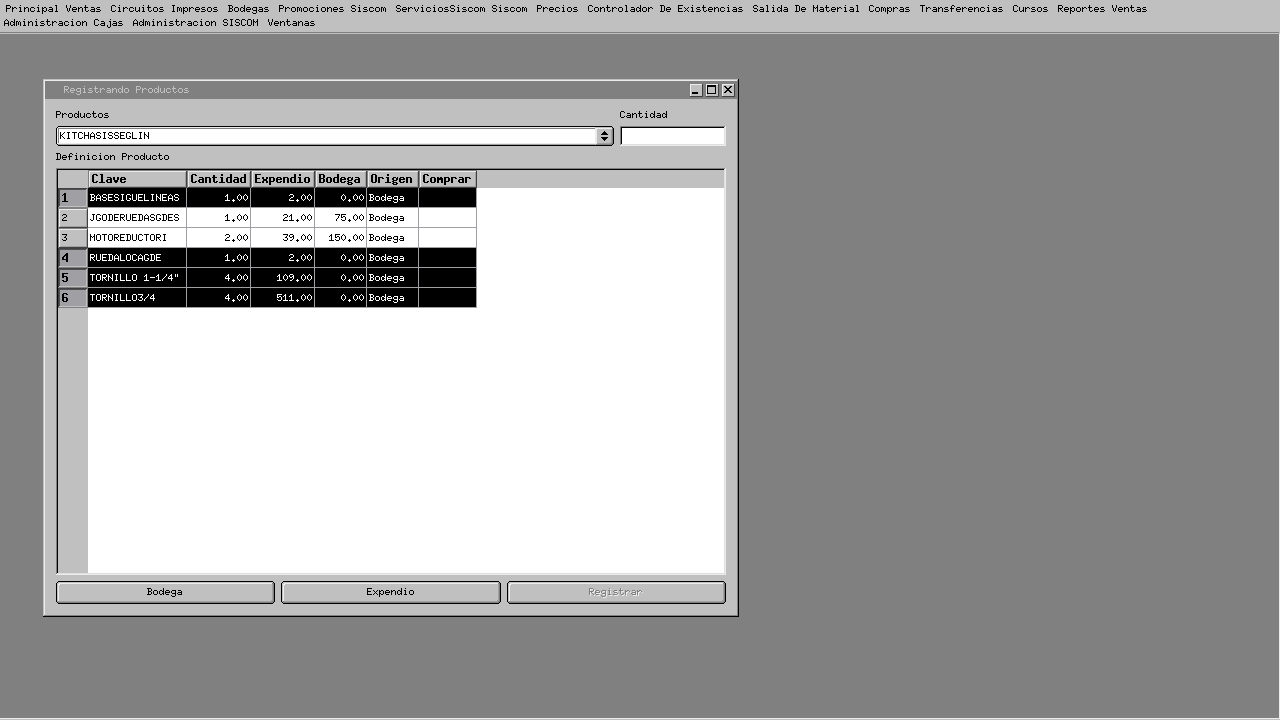 Principal Ventas Circuitos Impresos Bodegas Promociones Siscom ServiciosSiscom Siscom Precios Controlador De Existencias Salida De Material Compras Transferencias Cursos Reportes Ventas
Administracion Cajas Administracion SISCOM Ventanas
Registrando Productos
Productos Cantidad
KITCHASISSEGLIN
Definicion Producto
Clave Cantidad Expendio Bodega Origen Comprar
1 BASESIGUELINEAS 1.00 2.00 0.00 Bodega
2 JGODERUEDASGDES 1.00 21.00 75.00 Bodega
3 MOTOREDUCTORI 2.00 39.00 150.00 Bodega
4 RUEDALOCAGDE 1.00 2.00 0.00 Bodega
5 TORNILLO 1-1/4" 4.00 109.00 0.00 Bodega
6 TORNILLO3/4 4.00 511.00 0.00 Bodega
Bodega Expendio Registrar